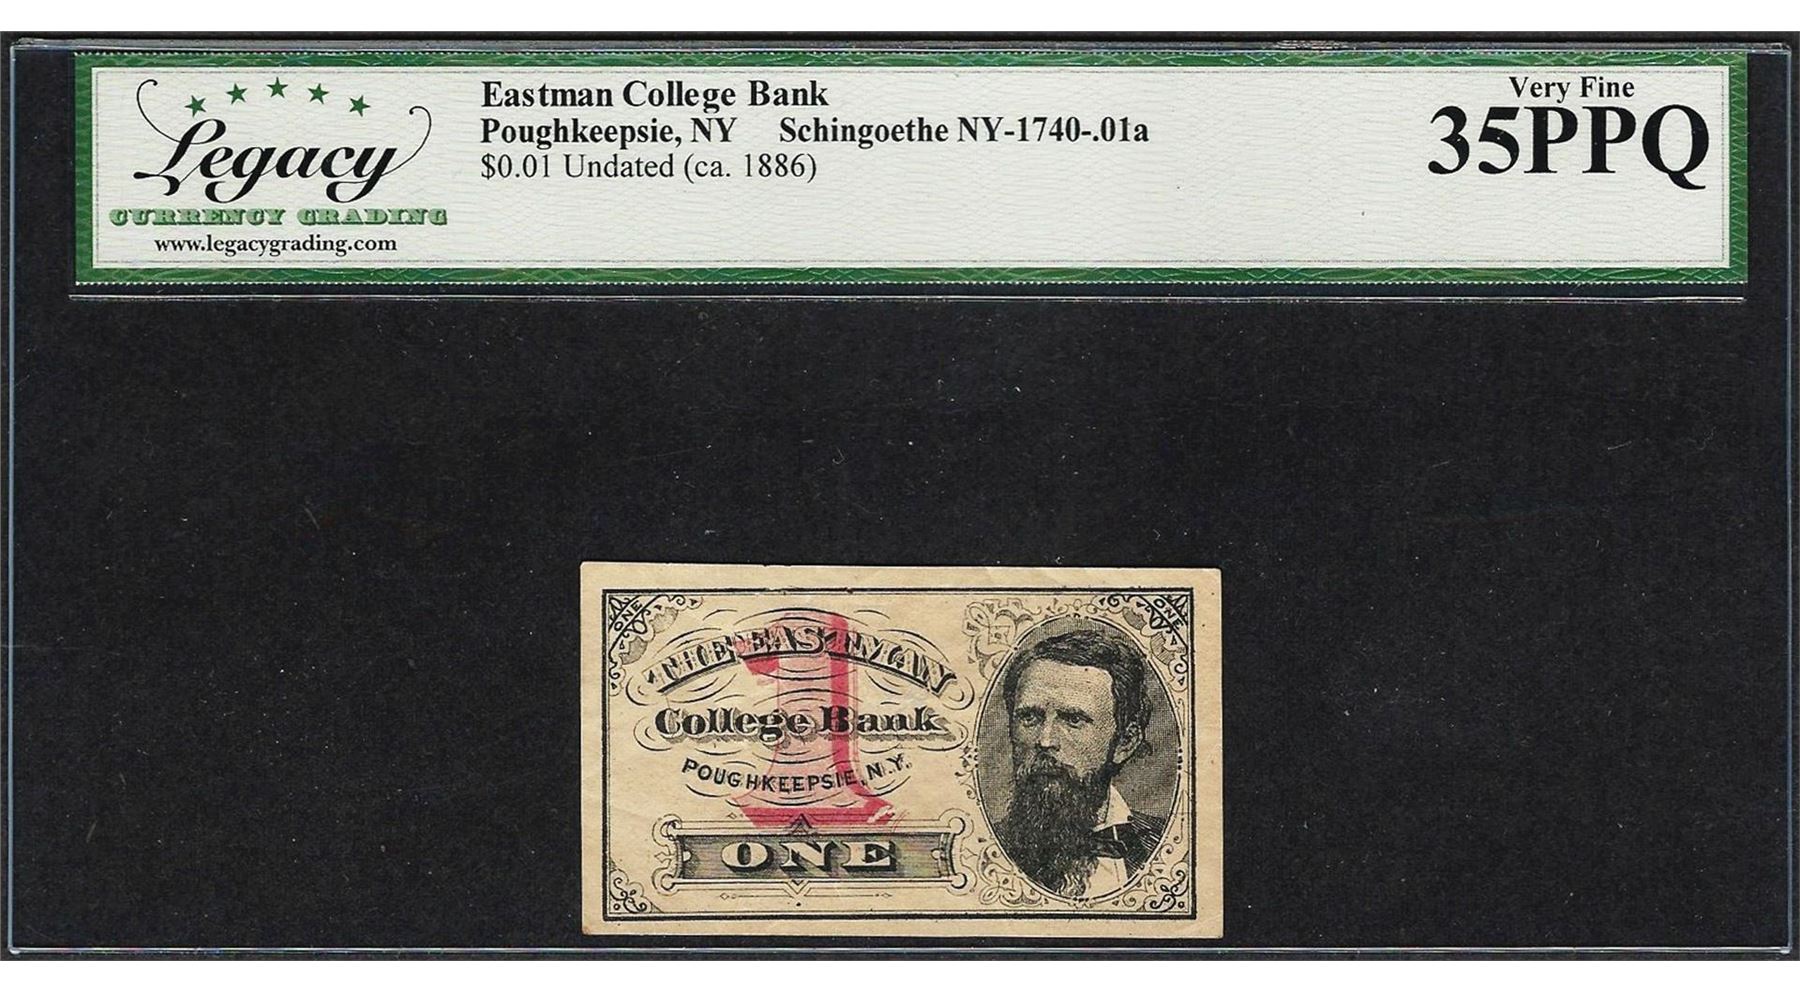 Legacy
CURRENCY GRADING
www.legacygrading.com
Eastman College Bank
Poughkeepsie, NY Schingoethe NY-1740-.01a
$0.01 Undated (ca. 1886)
Very Fine
35PPQ
ONE
ONE
1
THE EASTMAN
College Bank
POUGHKEEPSIE, N.Y.
ONE